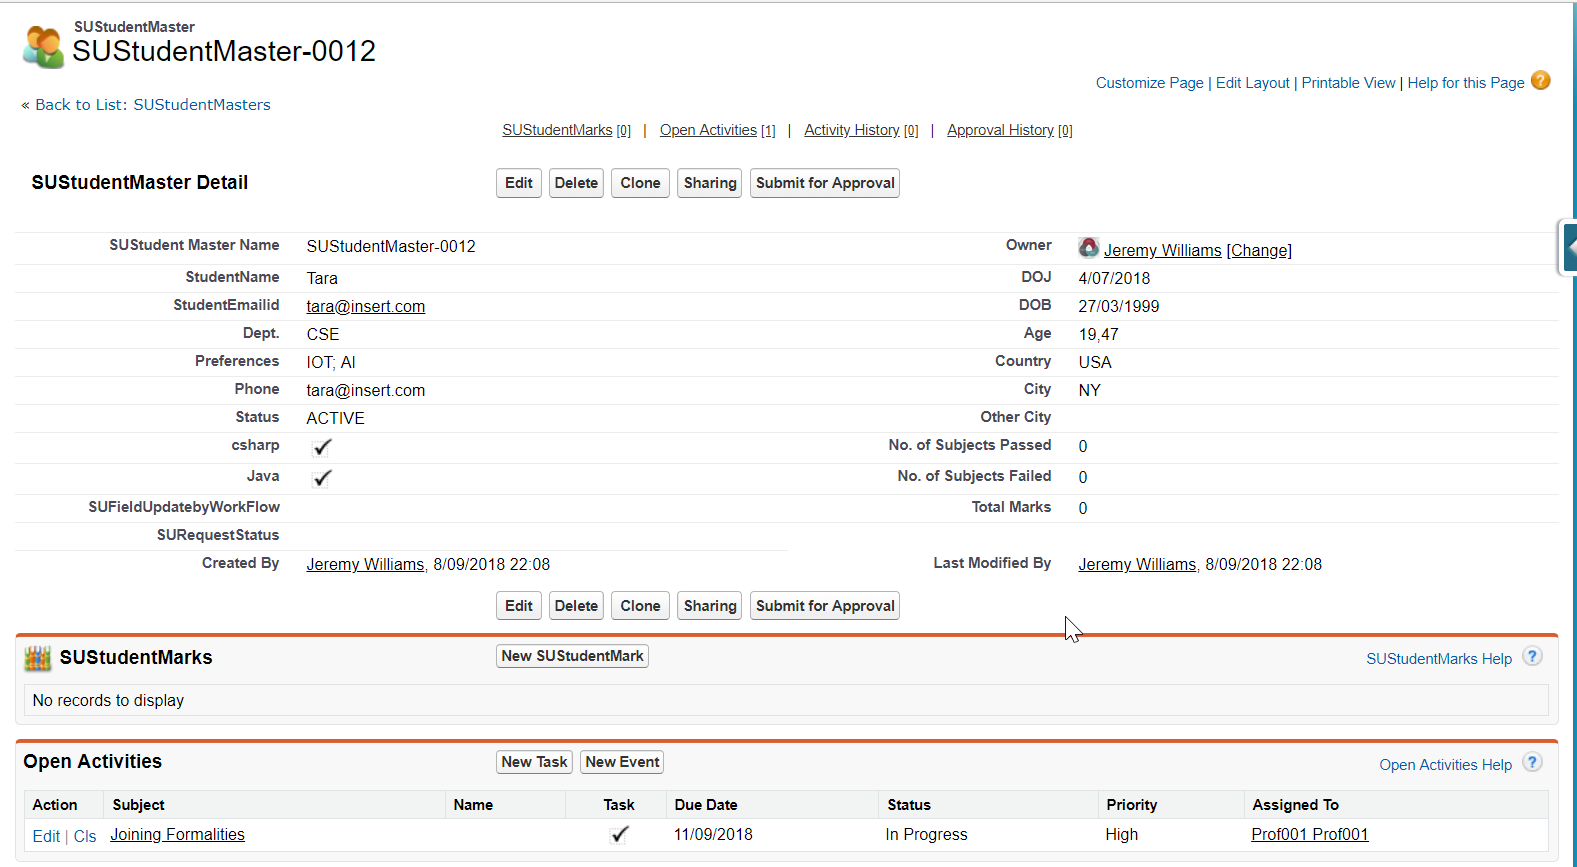 SUStudentMaster
SUStudentMaster-0012
Customize Page | Edit Layout | Printable View | Help for this Page ?
« Back to List: SUStudentMasters
SUStudentMarks [0] | Open Activities [1] | Activity History [0] | Approval History [0]
SUStudentMaster Detail Edit Delete Clone Sharing Submit for Approval
SUStudent Master Name SUStudentMaster-0012 Owner Jeremy Williams [Change]
StudentName Tara DOJ 4/07/2018
StudentEmailid tara@insert.com DOB 27/03/1999
Dept. CSE Age 19,47
Preferences IOT; AI Country USA
Phone tara@insert.com City NY
Status ACTIVE Other City
csharp No. of Subjects Passed 0
Java No. of Subjects Failed 0
SUFieldUpdatebyWorkFlow Total Marks 0
SURequestStatus
Created By Jeremy Williams, 8/09/2018 22:08 Last Modified By Jeremy Williams, 8/09/2018 22:08
Edit Delete Clone Sharing Submit for Approval
SUStudentMarks New SUStudentMark SUStudentMarks Help ?
No records to display
Open Activities New Task New Event Open Activities Help ?
Action Subject Name Task Due Date Status Priority Assigned To
Edit | Cls Joining Formalities 11/09/2018 In Progress High Prof001 Prof001